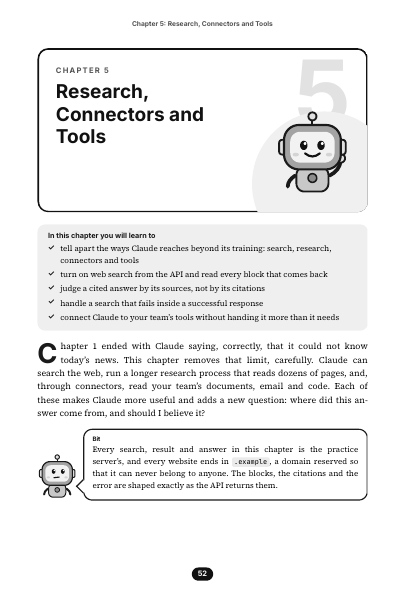 Chapter 5: Research, Connectors and Tools
CHAPTER 5
5
Research,
Connectors and
Tools
In this chapter you will learn to
✓ tell apart the ways Claude reaches beyond its training: search, research,
connectors and tools
✓ turn on web search from the API and read every block that comes back
✓ judge a cited answer by its sources, not by its citations
✓ handle a search that fails inside a successful response
✓ connect Claude to your team's tools without handing it more than it needs
Chapter 1 ended with Claude saying, correctly, that it could not know
today's news. This chapter removes that limit, carefully. Claude can
search the web, run a longer research process that reads dozens of pages, and,
through connectors, read your team's documents, email and code. Each of
these makes Claude more useful and adds a new question: where did this an-
swer come from, and should I believe it?
Bit
Every search, result and answer in this chapter is the practice
server's, and every website ends in .example, a domain reserved so
that it can never belong to anyone. The blocks, the citations and the
error are shaped exactly as the API returns them.
52